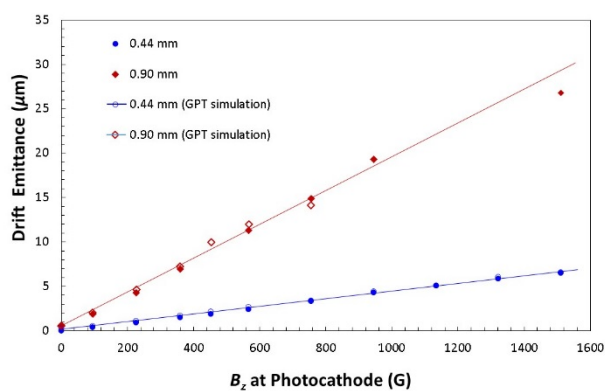 35
30
25
20
15
10
5
0
Drift Emittance (µm)
0.44 mm
0.90 mm
0.44 mm (GPT simulation)
0.90 mm (GPT simulation)
0 200 400 600 800 1000 1200 1400 1600
Bz at Photocathode (G)